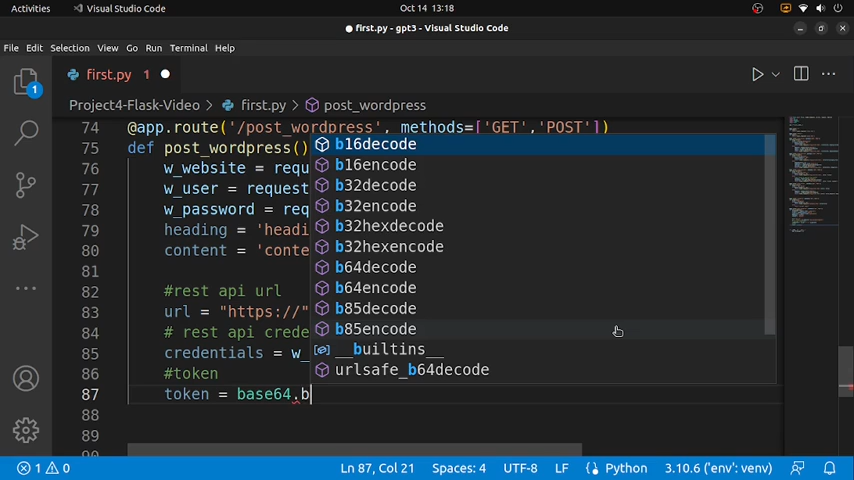 Activities Visual Studio Code Oct 14 13:18
first.py - gpt3 - Visual Studio Code
File Edit Selection View Go Run Terminal Help
1 first.py 1
Project4-Flask-Video > first.py > post_wordpress
74 @app.route('/post_wordpress', methods=['GET','POST'])
75 def post_wordpress()
76 w_website = requ
77 w_user = request
78 w_password = req
79 heading = 'headi
80 content = 'conte
81
82 #rest api url
83 url = "https://"
84 # rest api crede
85 credentials = w_
86 #token
87 token = base64.b
88
89
90
b16decode
b16encode
b32decode
b32encode
b32hexdecode
b32hexencode
b64decode
b64encode
b85decode
b85encode
__builtins__
urlsafe_b64decode
1 0 Ln 87, Col 21 Spaces: 4 UTF-8 LF Python 3.10.6 ('env': venv)